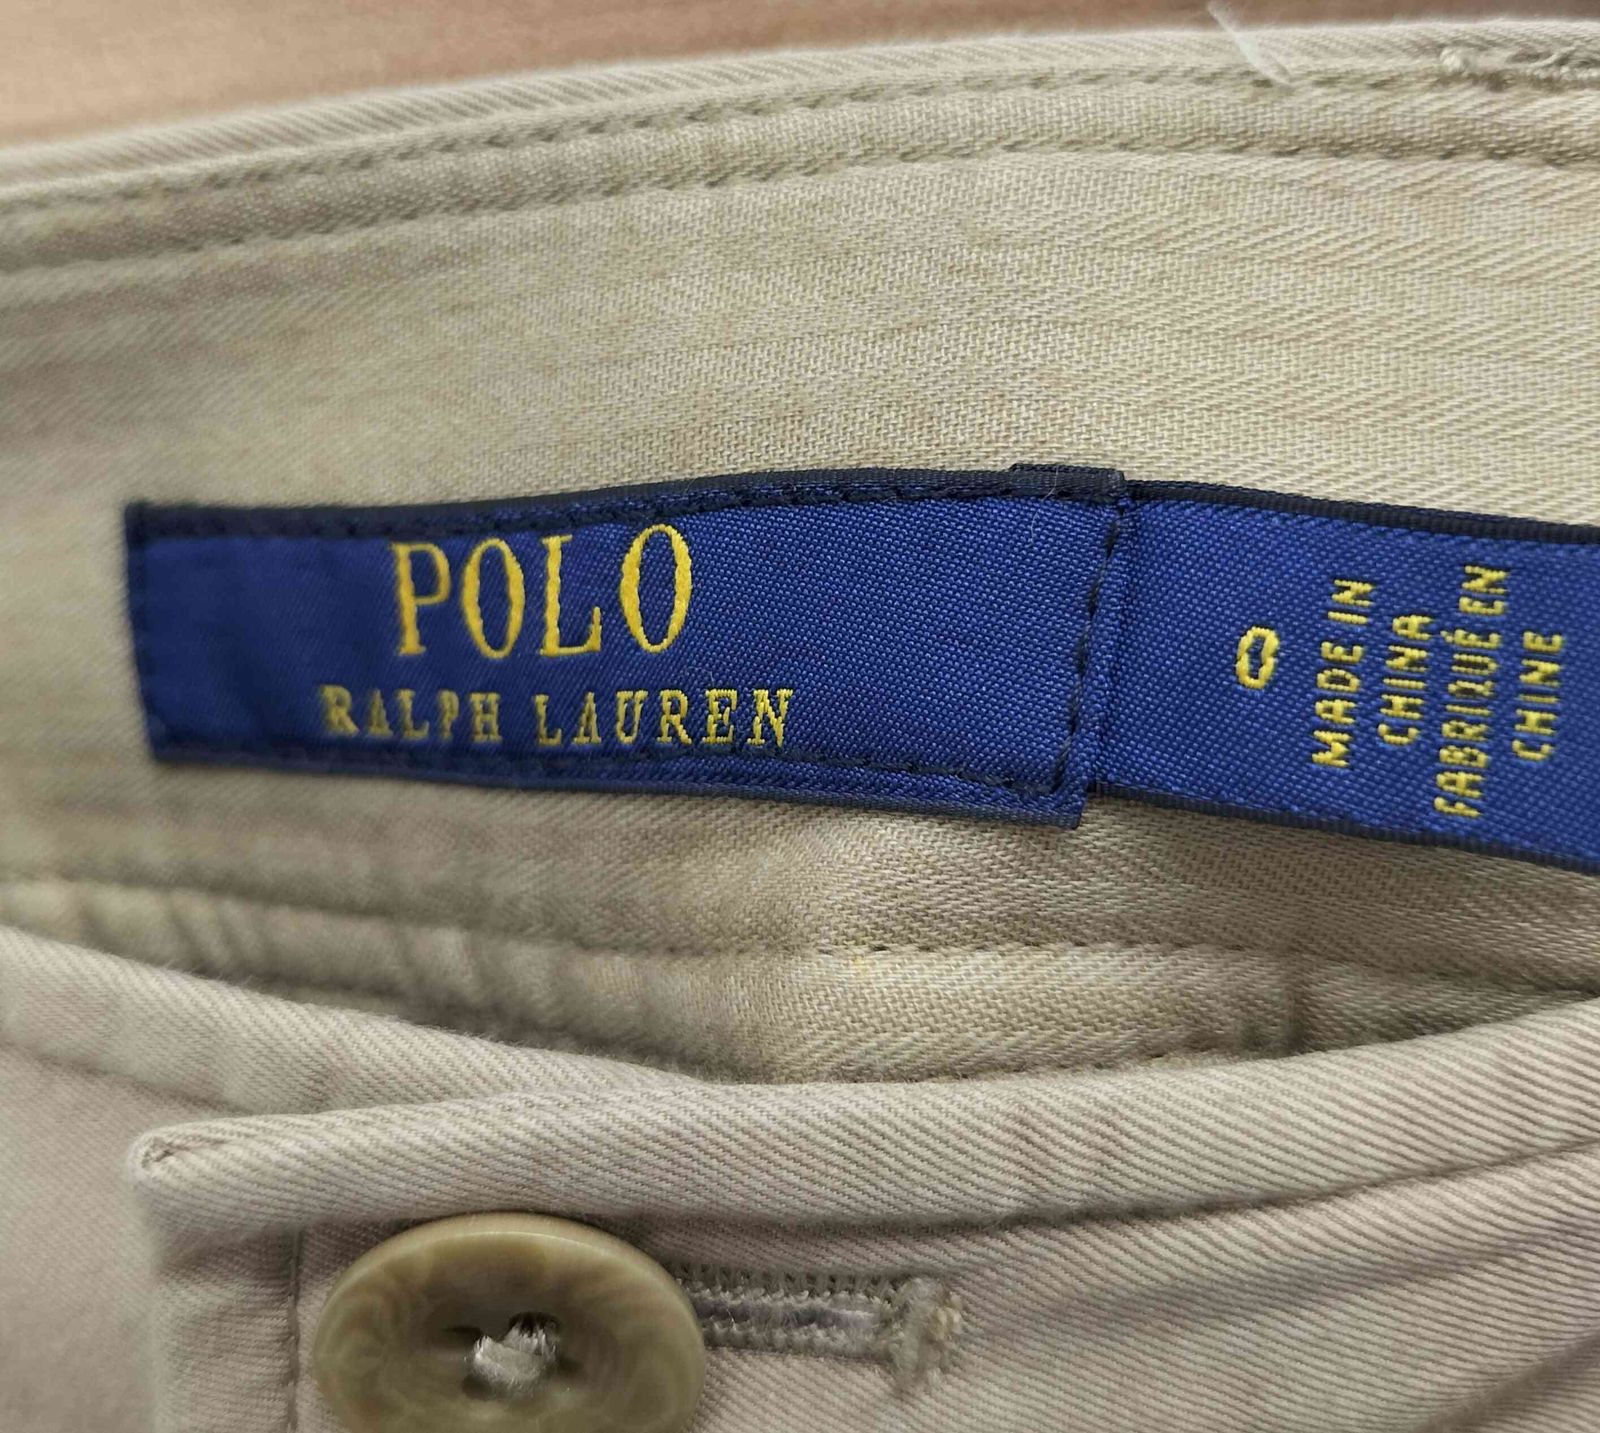 POLO
RALPH LAUREN
0
MADE IN
CHINA
FABRIQUÉ EN
CHINE